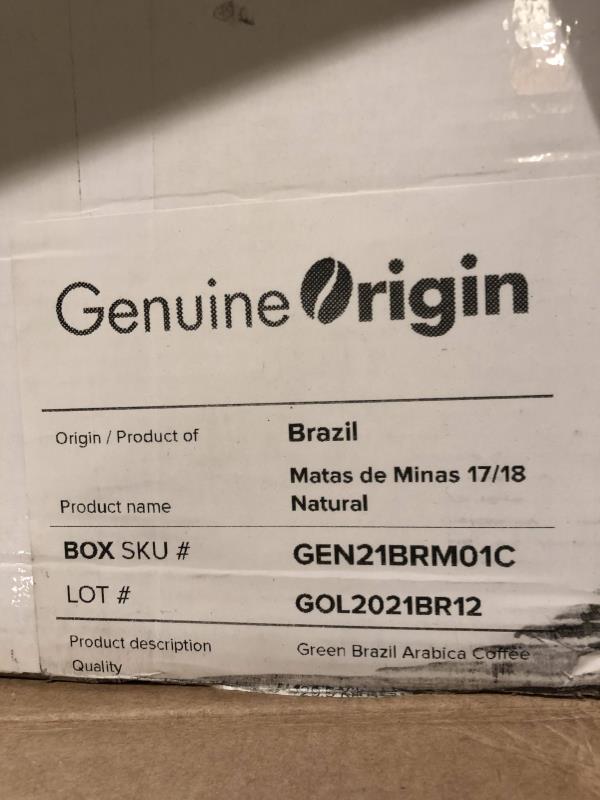 Genuine Origin
Origin / Product of Brazil
Matas de Minas 17/18
Product name Natural
BOX SKU # GEN21BRM01C
LOT # GOL2021BR12
Product description Green Brazil Arabica Coffee
Quality